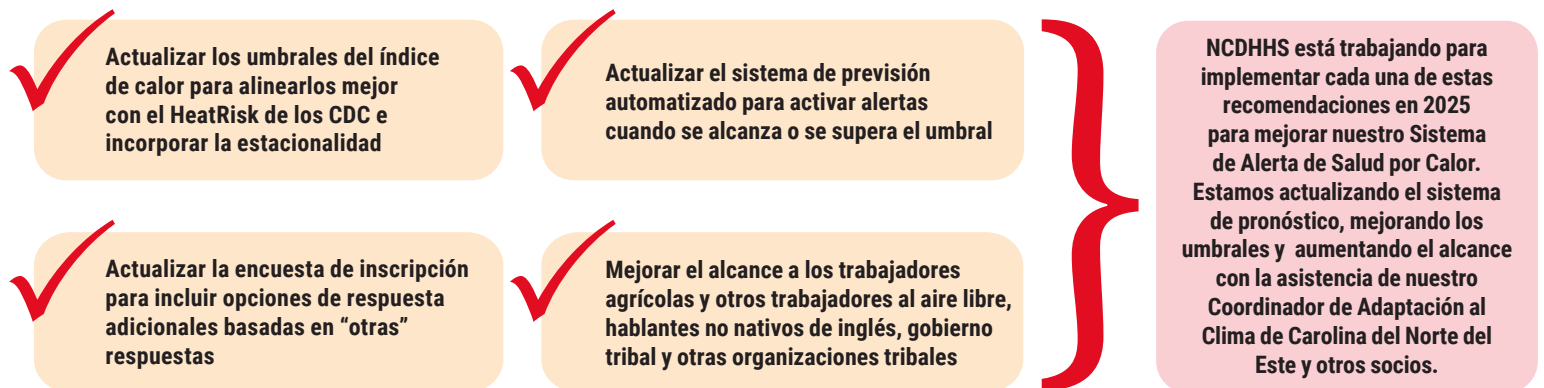 Actualizar los umbrales del índice
de calor para alinearlos mejor
con el HeatRisk de los CDC e
incorporar la estacionalidad
Actualizar el sistema de previsión
automatizado para activar alertas
cuando se alcanza o se supera el umbral
Actualizar la encuesta de inscripción
para incluir opciones de respuesta
adicionales basadas en “otras”
respuestas
Mejorar el alcance a los trabajadores
agrícolas y otros trabajadores al aire libre,
hablantes no nativos de inglés, gobierno
tribal y otras organizaciones tribales
NCDHHS está trabajando para
implementar cada una de estas
recomendaciones en 2025
para mejorar nuestro Sistema
de Alerta de Salud por Calor.
Estamos actualizando el sistema
de pronóstico, mejorando los
umbrales y aumentando el alcance
con la asistencia de nuestro
Coordinador de Adaptación al
Clima de Carolina del Norte del
Este y otros socios.